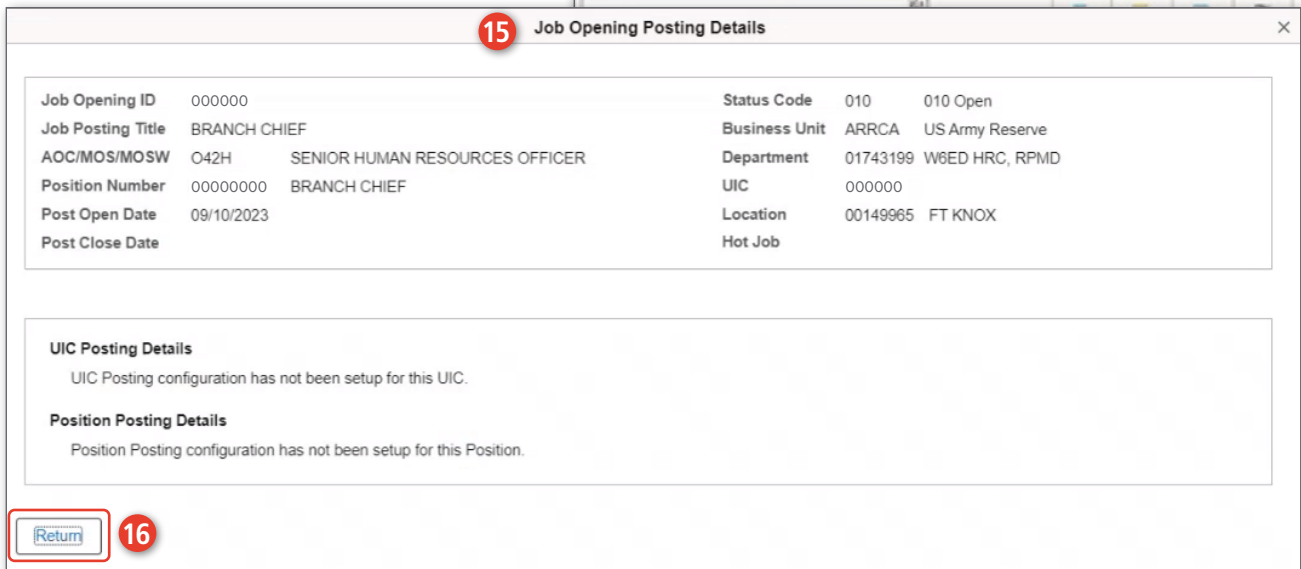 15 Job Opening Posting Details
Job Opening ID 000000
Status Code 010 010 Open
Job Posting Title BRANCH CHIEF
Business Unit ARRCA US Army Reserve
AOC/MOS/MOSW O42H SENIOR HUMAN RESOURCES OFFICER
Department 01743199 W6ED HRC, RPMD
Position Number 00000000 BRANCH CHIEF
UIC 000000
Post Open Date 09/10/2023
Location 00149965 FT KNOX
Post Close Date
Hot Job
UIC Posting Details
UIC Posting configuration has not been setup for this UIC.
Position Posting Details
Position Posting configuration has not been setup for this Position.
Return 16